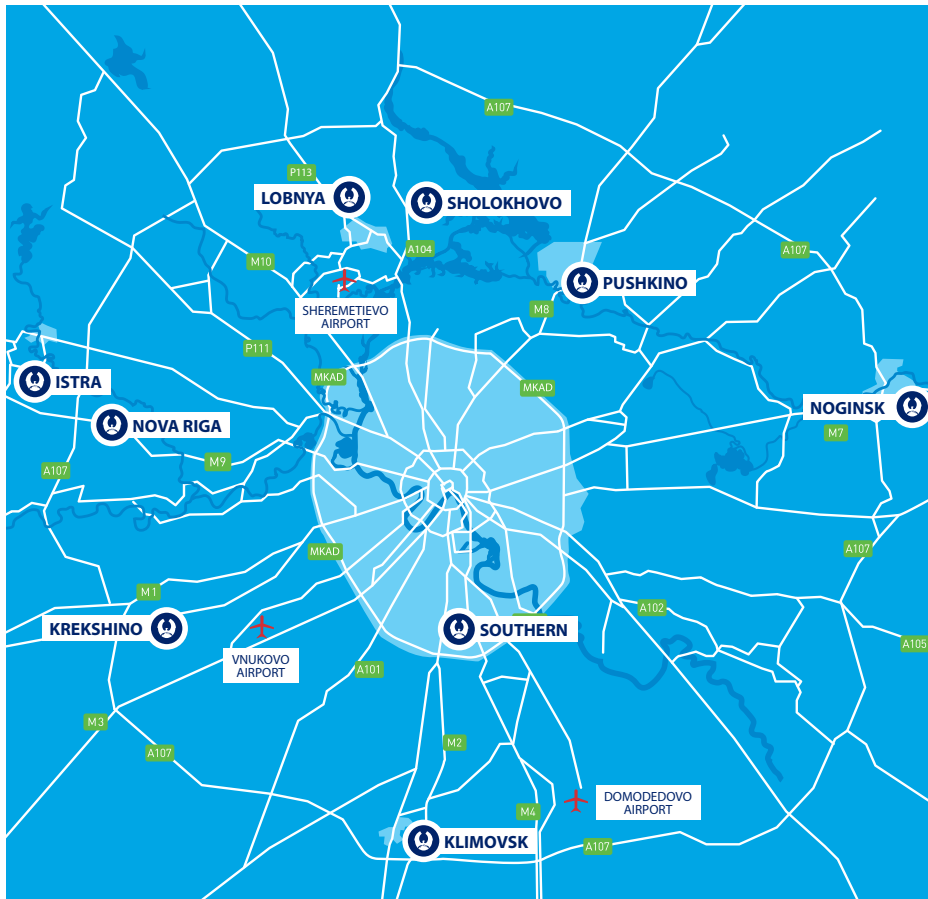 A107
P113
LOBNYA
SHOLOKHOVO
A104
A107
M10
PUSHKINO
SHEREMETIEVO
AIRPORT
M8
P111
MKAD
MKAD
ISTRA
NOGINSK
NOVA RIGA
M7
M9
A107
MKAD
A107
M1
A102
KREKSHINO
SOUTHERN
A105
VNUKOVO
AIRPORT
A101
M3
M2
A107
DOMODEDOVO
AIRPORT
M4
KLIMOVSK
A107